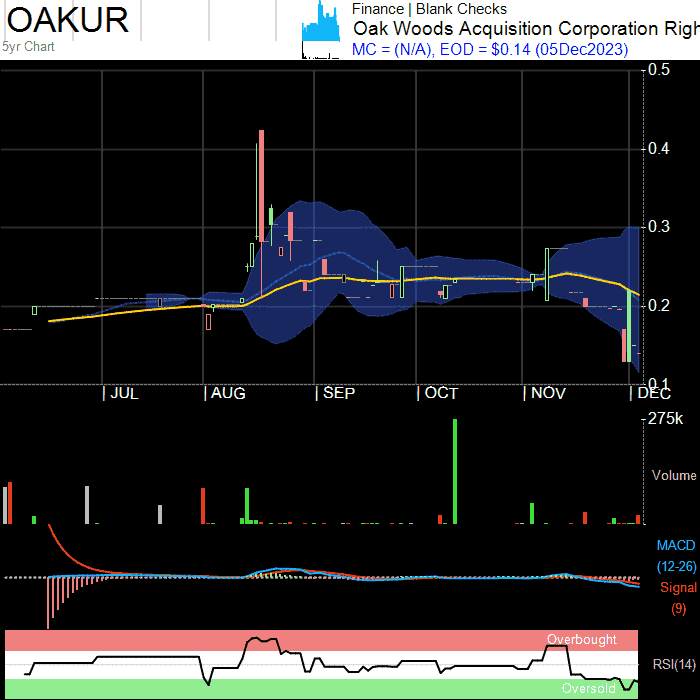 OAKUR
5yr Chart
Finance | Blank Checks
Oak Woods Acquisition Corporation Righ
MC = (N/A), EOD = $0.14 (05Dec2023)
0.5
0.4
0.3
0.2
0.1
JUL AUG SEP OCT NOV DEC
275k
Volume
MACD
(12-26)
Signal
(9)
Overbought
RSI(14)
Oversold